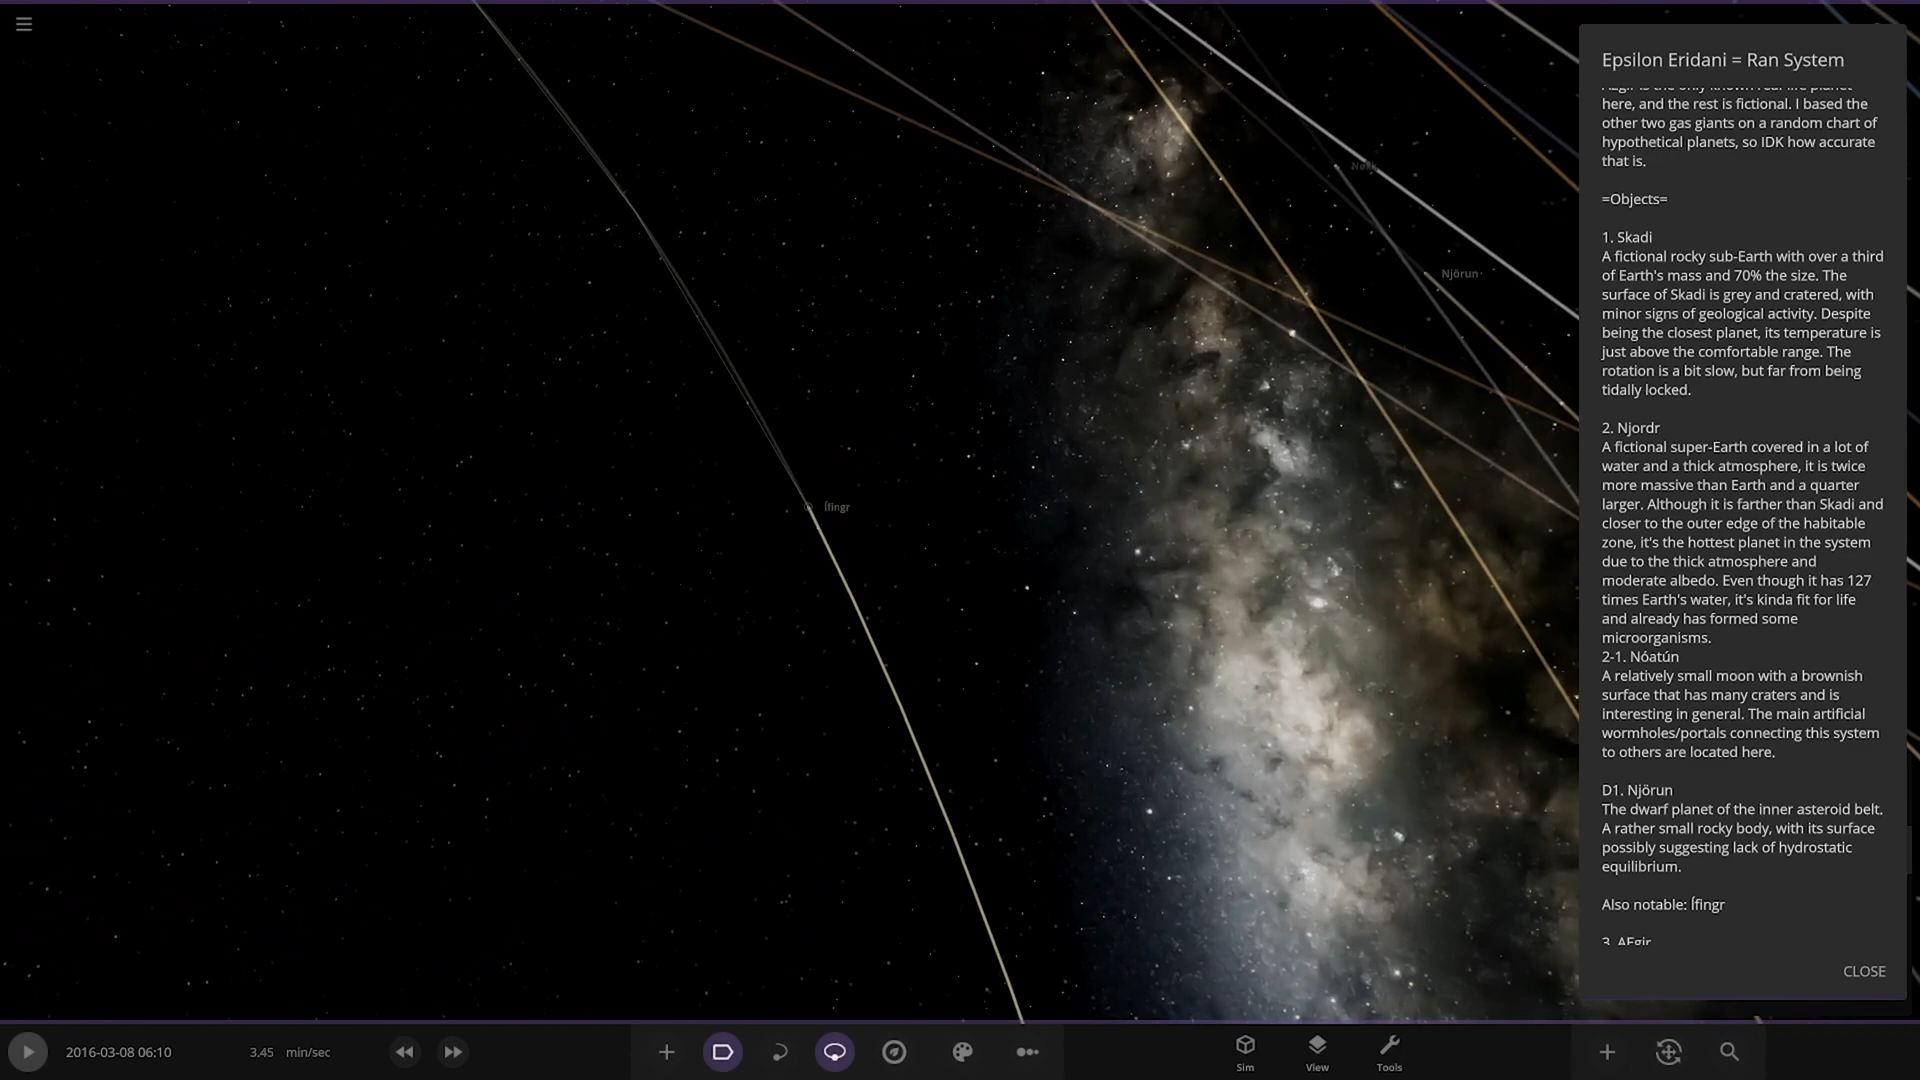 Epsilon Eridani = Ran System
here, and the rest is fictional. I based the
other two gas giants on a random chart of
hypothetical planets, so IDK how accurate
that is.
=Objects=
1. Skadi
A fictional rocky sub-Earth with over a third
of Earth's mass and 70% the size. The
surface of Skadi is grey and cratered, with
minor signs of geological activity. Despite
being the closest planet, its temperature is
just above the comfortable range. The
rotation is a bit slow, but far from being
tidally locked.
2. Njordr
A fictional super-Earth covered in a lot of
water and a thick atmosphere, it is twice
more massive than Earth and a quarter
larger. Although it is farther than Skadi and
closer to the outer edge of the habitable
zone, it's the hottest planet in the system
due to the thick atmosphere and
moderate albedo. Even though it has 127
times Earth's water, it's kinda fit for life
and already has formed some
microorganisms.
2-1. Nóatún
A relatively small moon with a brownish
surface that has many craters and is
interesting in general. The main artificial
wormholes/portals connecting this system
to others are located here.
D1. Njörun
The dwarf planet of the inner asteroid belt.
A rather small rocky body, with its surface
possibly suggesting lack of hydrostatic
equilibrium.
Also notable: Ífingr
3. AEgir
CLOSE
Njörun
Ífingr
2016-03-08 06:10
3.45 min/sec
Sim
View
Tools